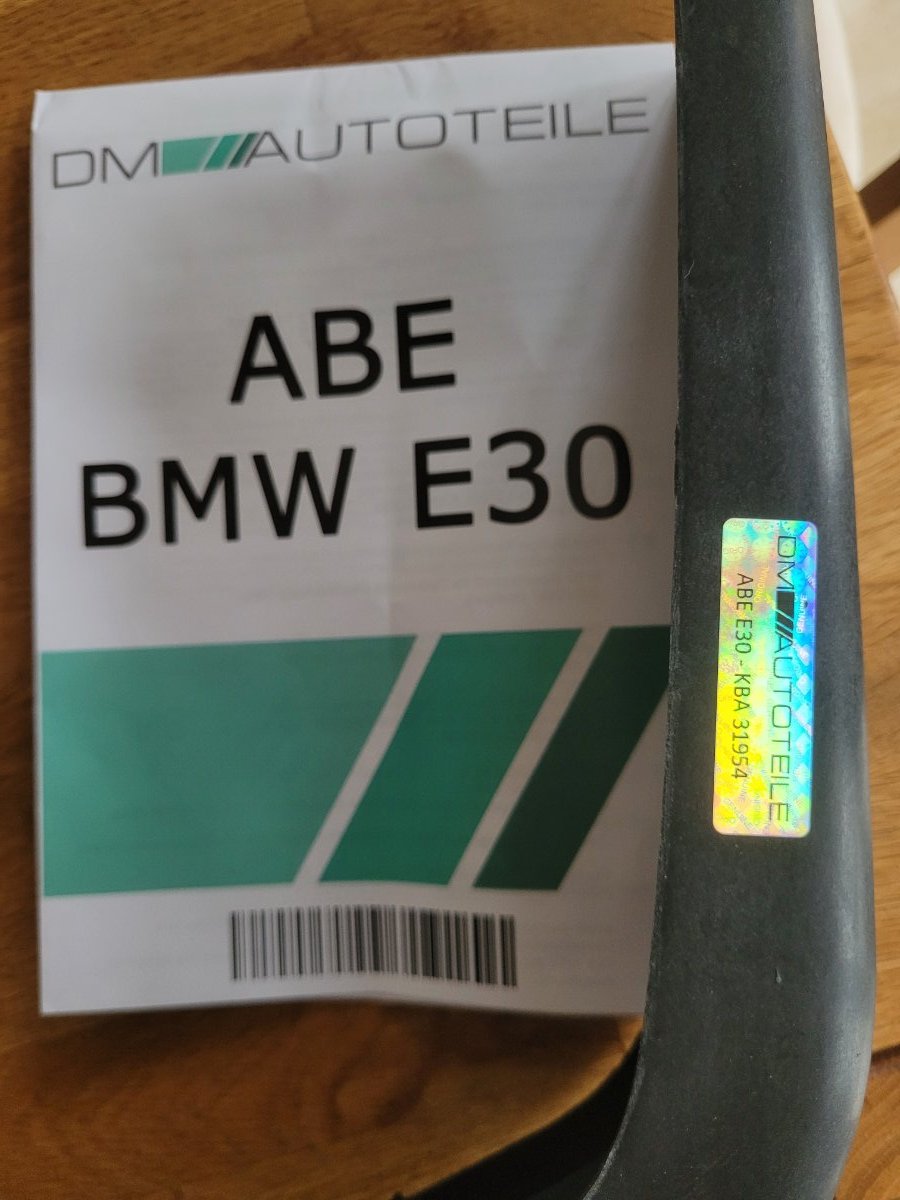 DM AUTOTEILE
ABE
BMW E30
DM AUTOTEILE
ABE E30 - KBA 31954